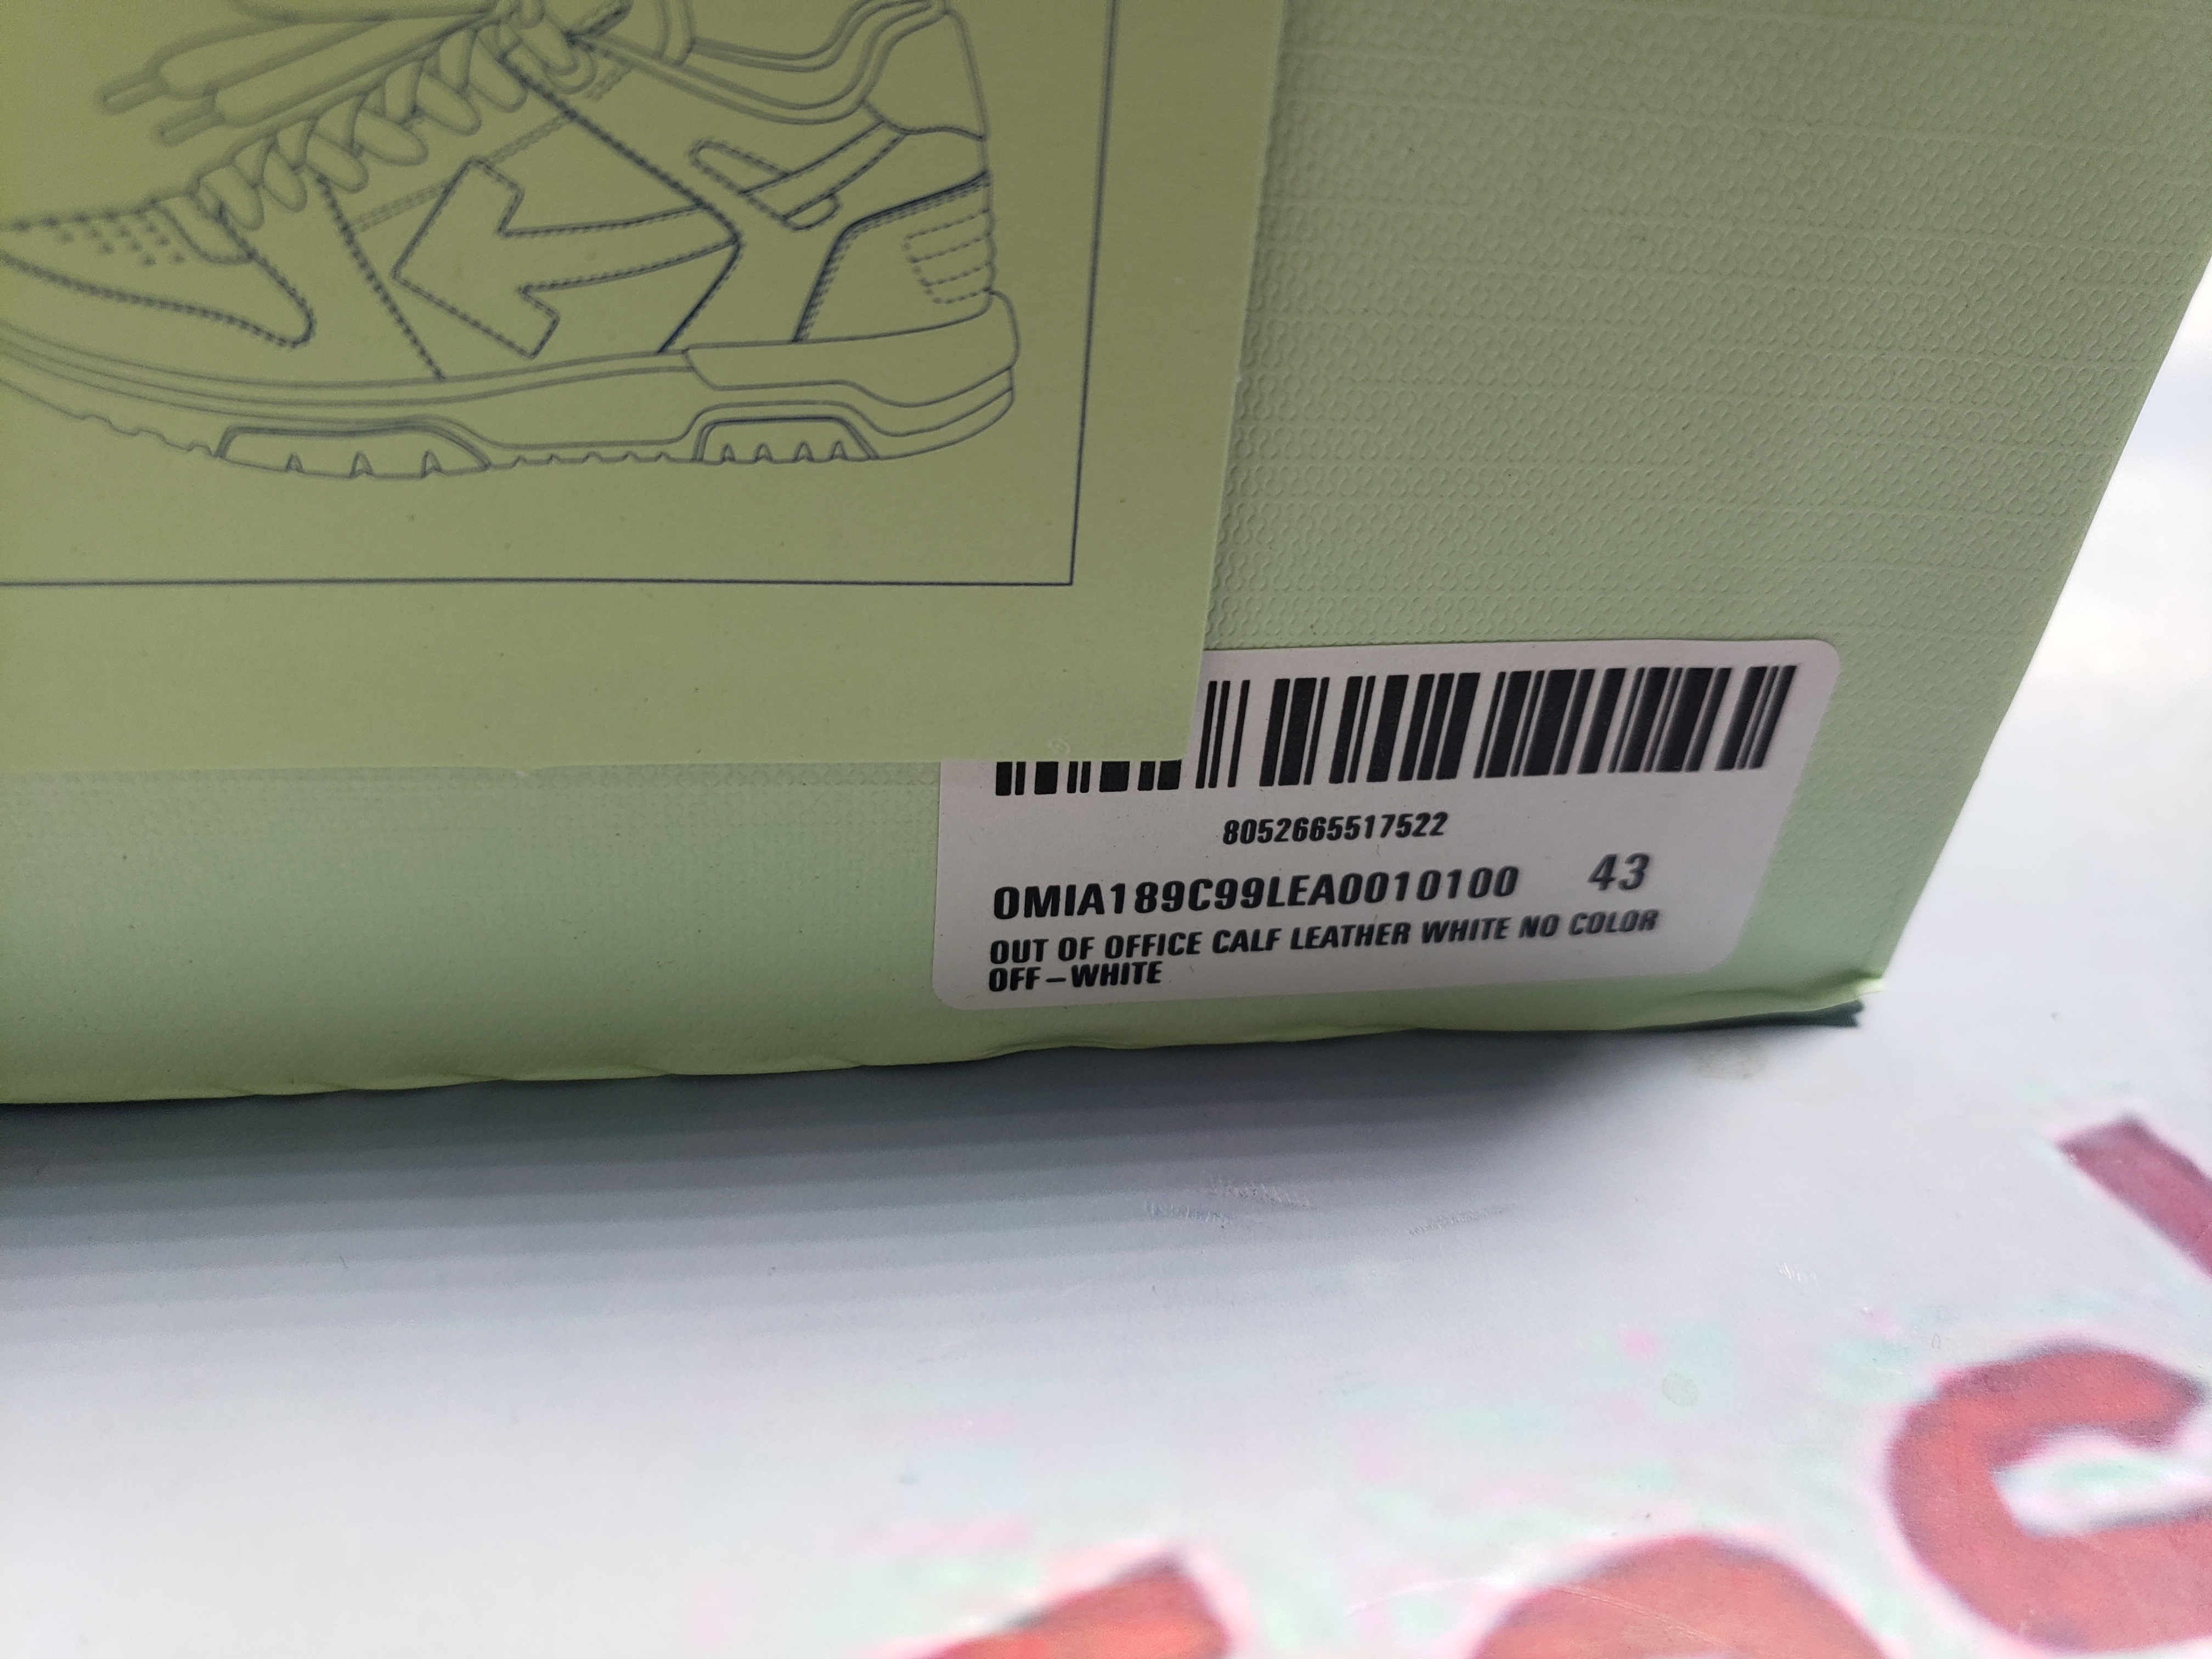 8052665517522
OMIA189C99LEA0010100 43
OUT OF OFFICE CALF LEATHER WHITE NO COLOR
OFF-WHITE